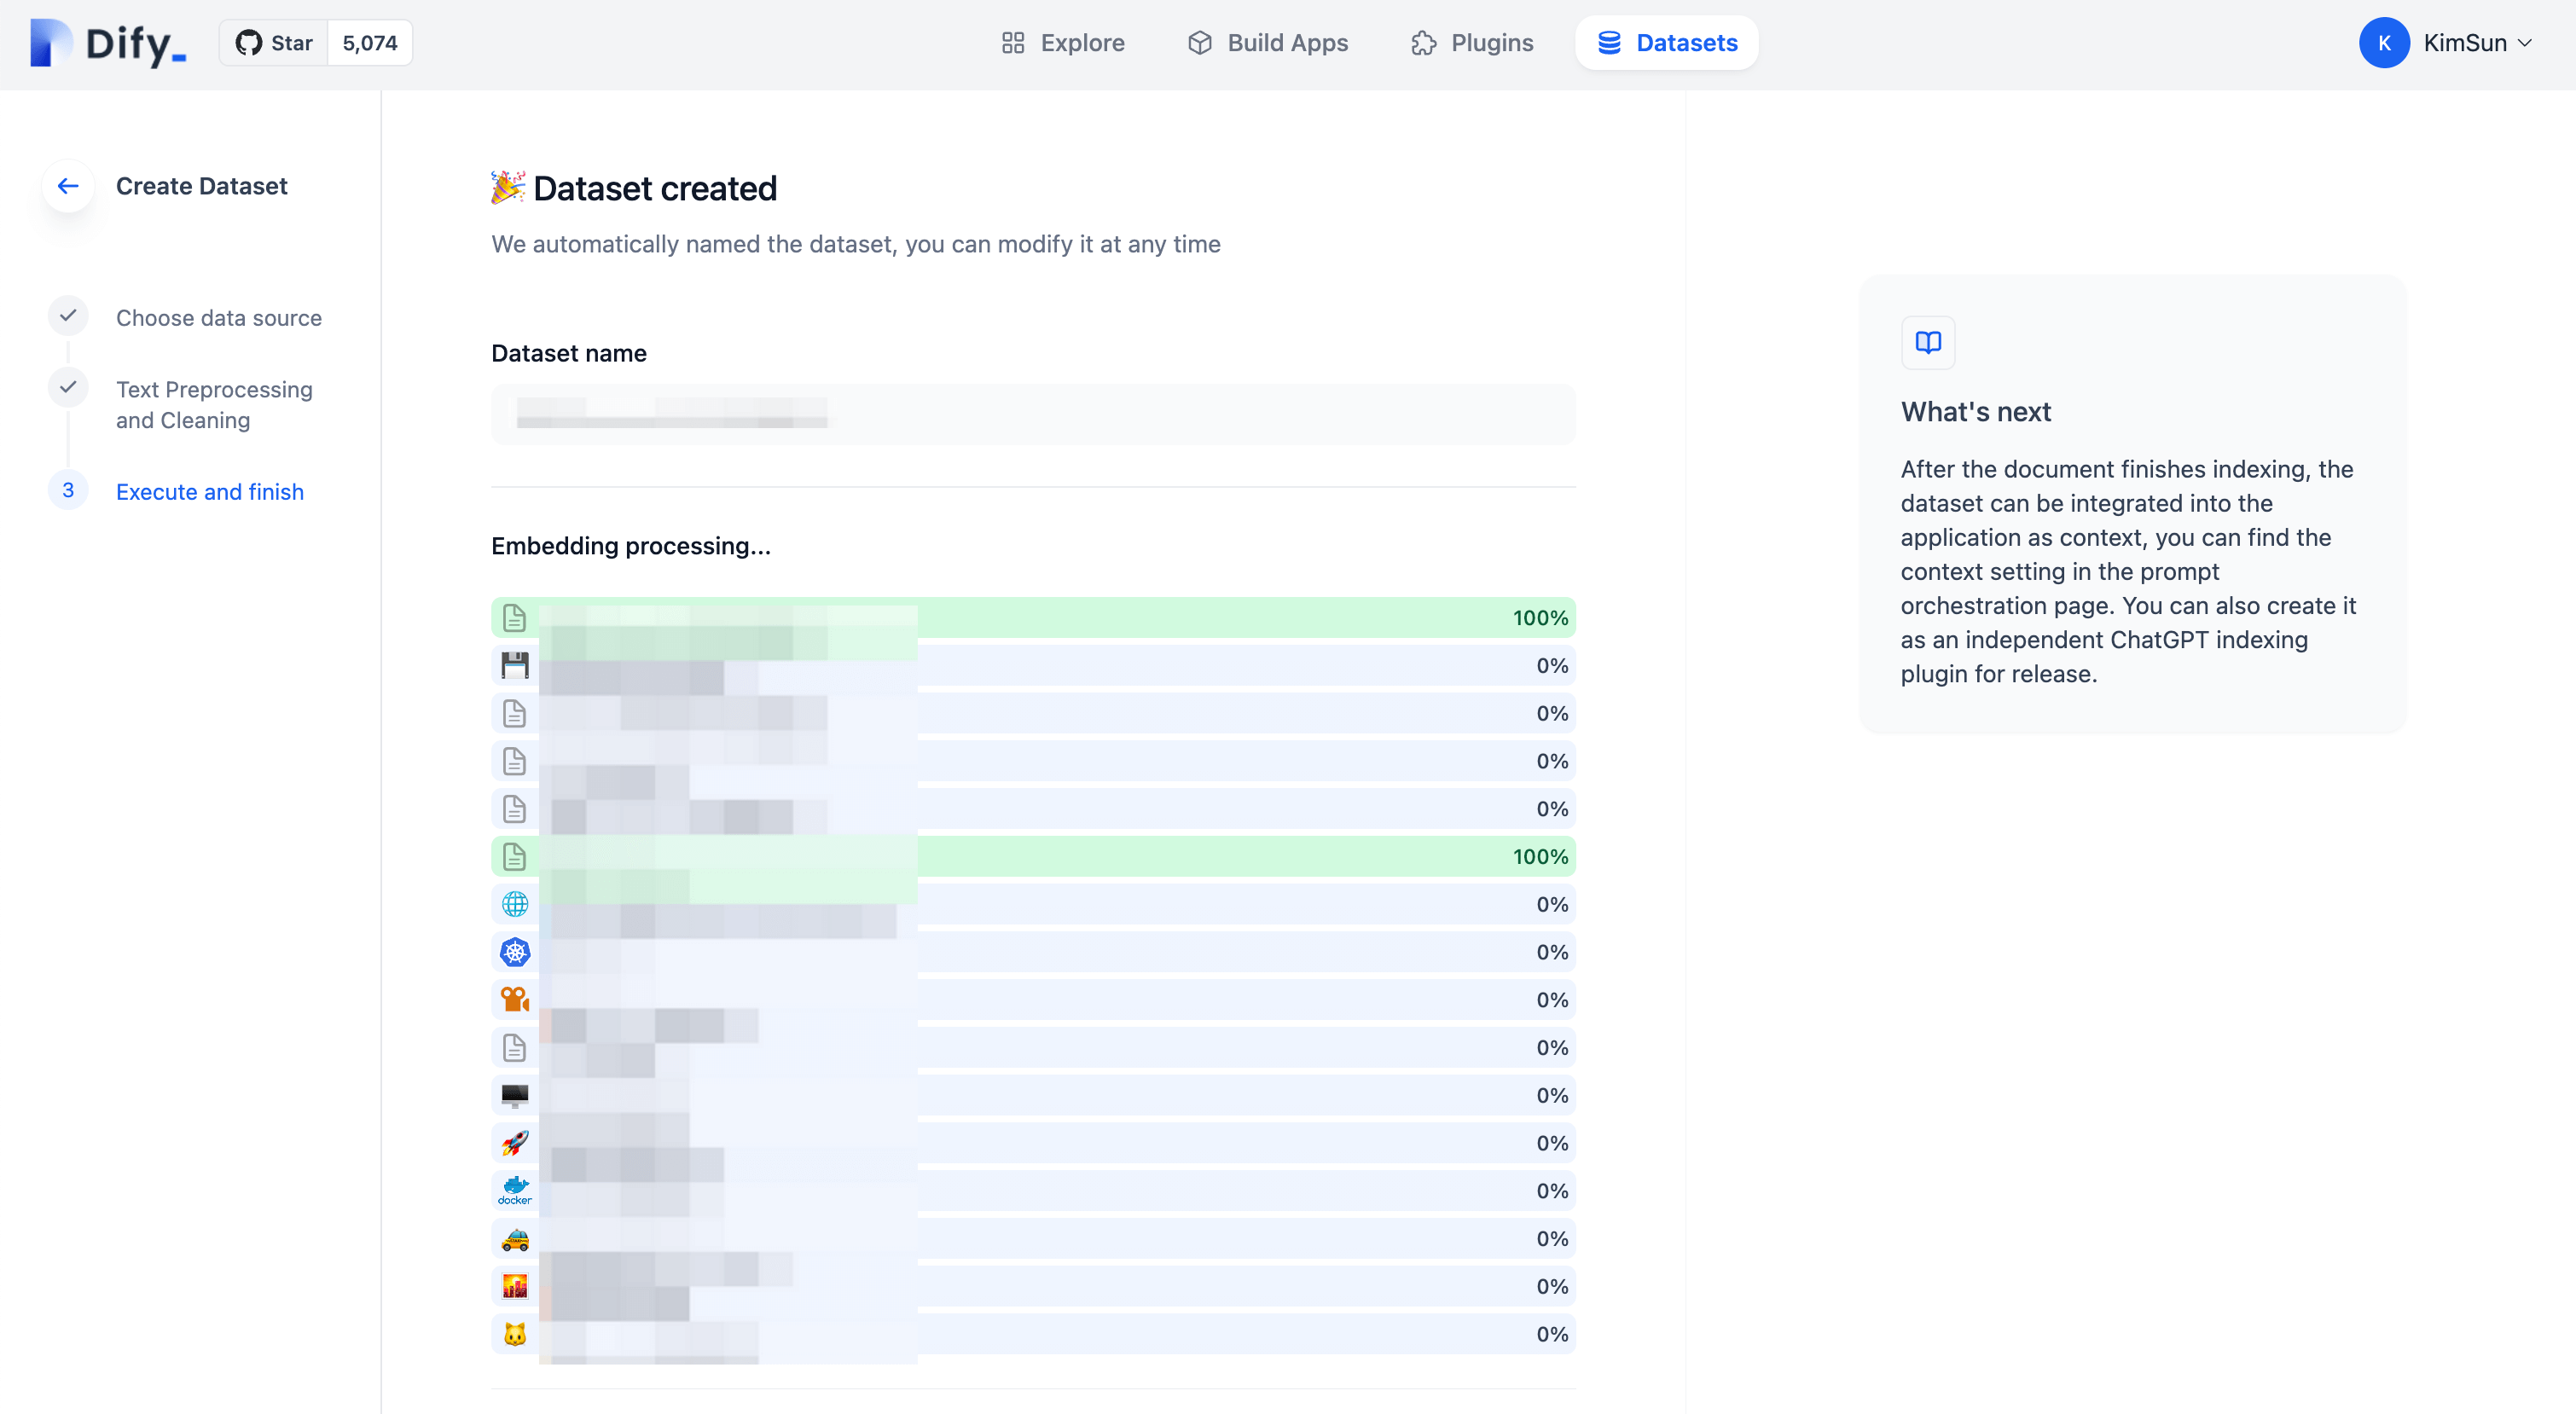 Dify_
Star 5,074
Explore
Build Apps
Plugins
Datasets
K KimSun
Create Dataset
Choose data source
Text Preprocessing
and Cleaning
3 Execute and finish
🎉 Dataset created
We automatically named the dataset, you can modify it at any time
Dataset name
Embedding processing...
100%
0%
0%
0%
0%
100%
0%
0%
0%
0%
0%
0%
docker 0%
0%
0%
0%
What's next
After the document finishes indexing, the
dataset can be integrated into the
application as context, you can find the
context setting in the prompt
orchestration page. You can also create it
as an independent ChatGPT indexing
plugin for release.